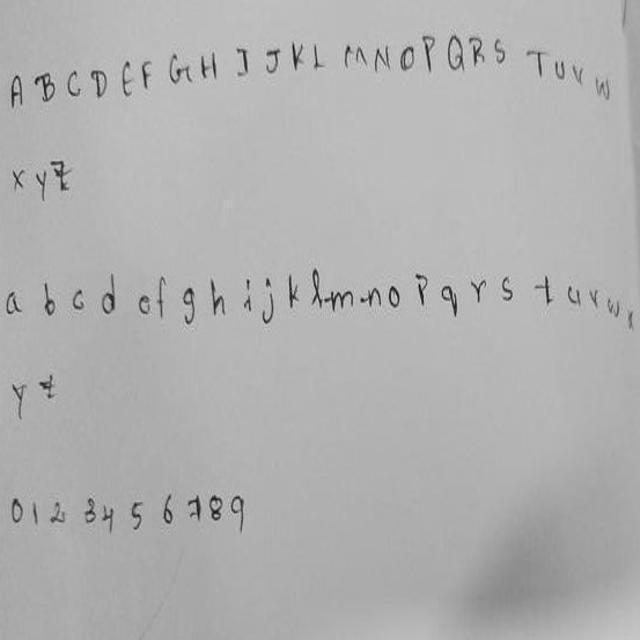 A B C D E F G H I J K L M N O P Q R S T U V W
X Y Z
a b c d e f g h i j k l m n o p q r s t u v w x
y z
0 1 2 3 4 5 6 7 8 9